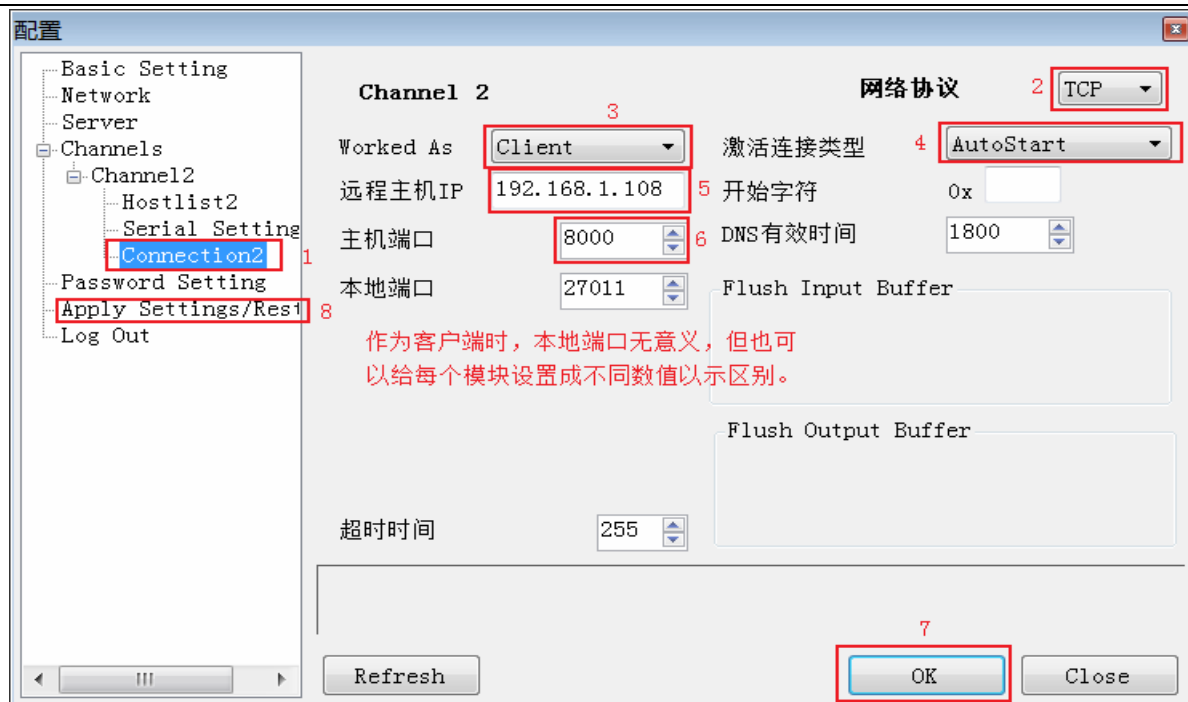 配置
Basic Setting
Network
Server
Channels
Channel2
Hostlist2
Serial Setting
Connection2
1
Password Setting
Apply Settings/Rest
8
Log Out
Channel 2
网络协议
2
TCP
3
Worked As
Client
激活连接类型
4
AutoStart
远程主机IP
192.168.1.108
5
开始字符
0x
主机端口
8000
6
DNS有效时间
1800
本地端口
27011
Flush Input Buffer
作为客户端时，本地端口无意义，但也可
以给每个模块设置成不同数值以示区别。
Flush Output Buffer
超时时间
255
7
Refresh
OK
Close